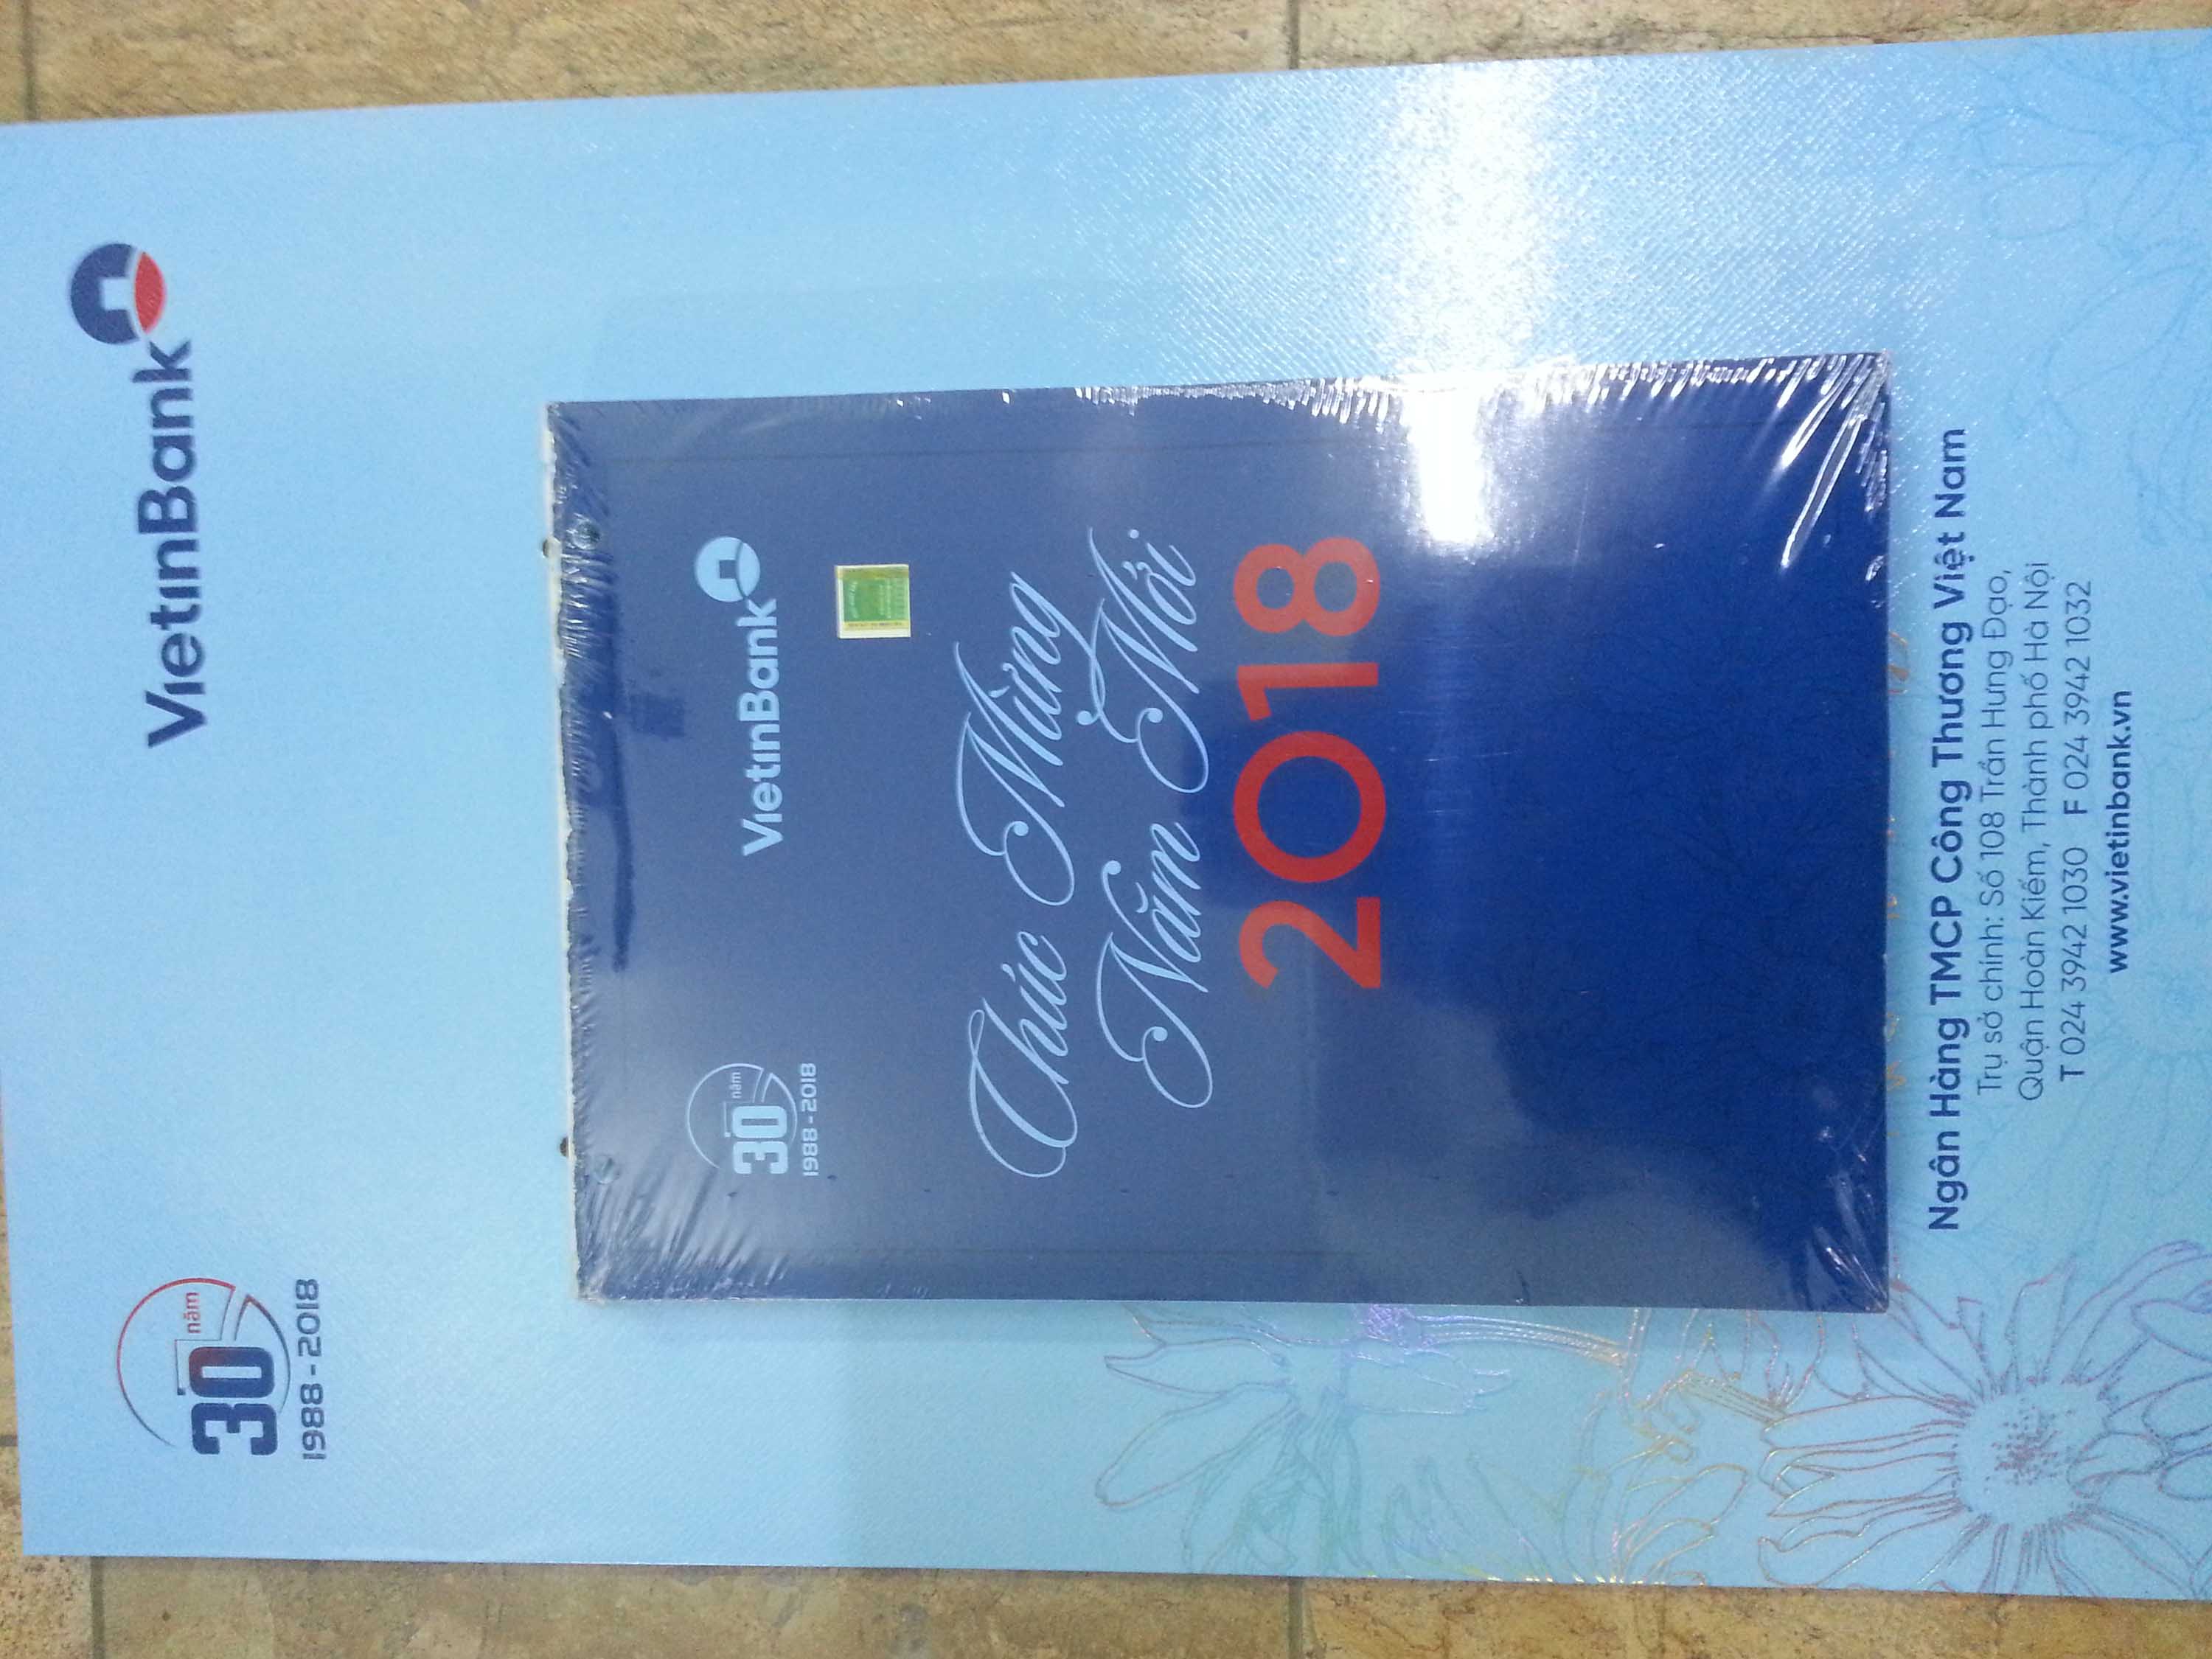 30 năm
1988 - 2018
VietinBank
30 năm
1988 - 2018
VietinBank
Chúc Mừng
Năm Mới
2018
Ngân Hàng TMCP Công Thương Việt Nam
Trụ sở chính: Số 108 Trần Hưng Đạo,
Quận Hoàn Kiếm, Thành phố Hà Nội
T 024 3942 1030 F 024 3942 1032
www.vietinbank.vn